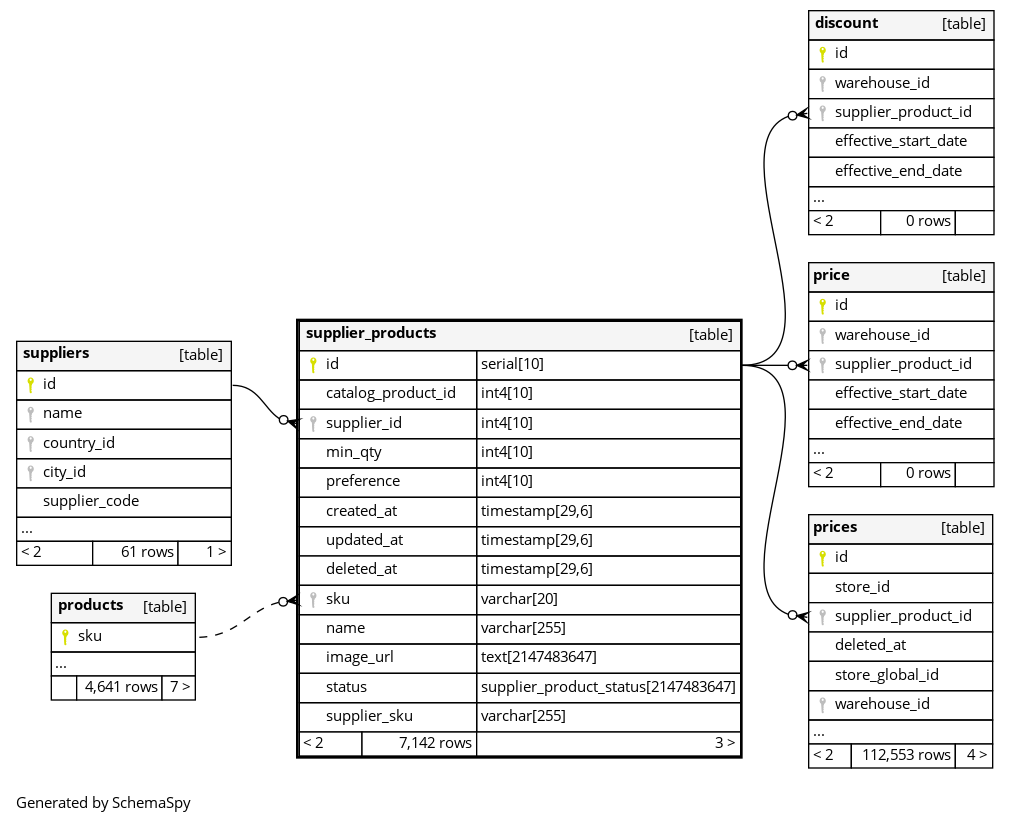 discount [table]
id
warehouse_id
supplier_product_id
effective_start_date
effective_end_date
...
< 2 0 rows
price [table]
id
warehouse_id
supplier_product_id
effective_start_date
effective_end_date
...
< 2 0 rows
supplier_products [table]
id serial[10]
catalog_product_id int4[10]
supplier_id int4[10]
min_qty int4[10]
preference int4[10]
created_at timestamp[29,6]
updated_at timestamp[29,6]
deleted_at timestamp[29,6]
sku varchar[20]
name varchar[255]
image_url text[2147483647]
status supplier_product_status[2147483647]
supplier_sku varchar[255]
< 2 7,142 rows 3 >
suppliers [table]
id
name
country_id
city_id
supplier_code
...
< 2 61 rows 1 >
products [table]
sku
...
4,641 rows 7 >
prices [table]
id
store_id
supplier_product_id
deleted_at
store_global_id
warehouse_id
...
< 2 112,553 rows 4 >
Generated by SchemaSpy